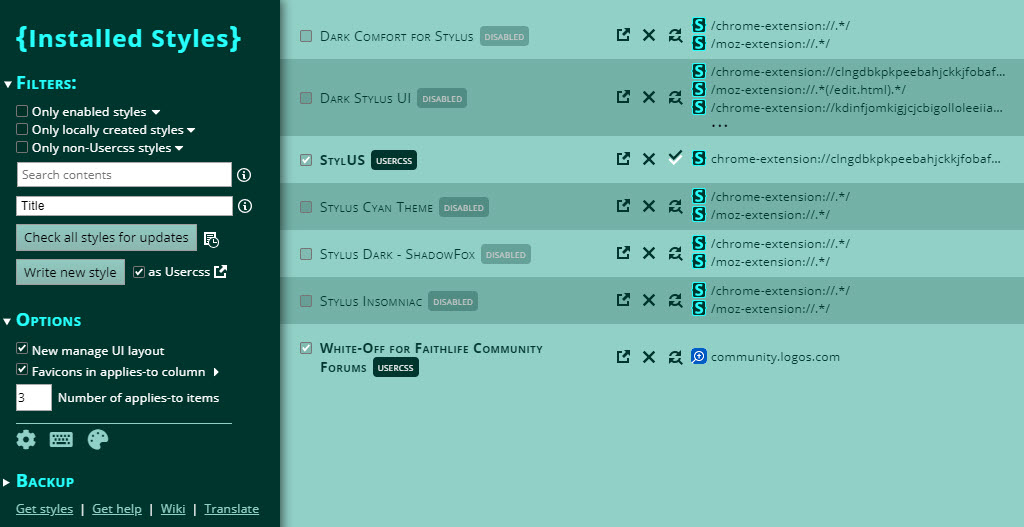 {Installed Styles}
Filters:
Only enabled styles
Only locally created styles
Only non-Usercss styles
Search contents
Title
Check all styles for updates
Write new style
as Usercss
Options
New manage UI layout
Favicons in applies-to column
3
Number of applies-to items
Backup
Get styles | Get help | Wiki | Translate
Dark Comfort for Stylus DISABLED
S /chrome-extension://.*/
S /moz-extension://.*/
Dark Stylus UI DISABLED
S /chrome-extension://clngdbkpkpeebahjckkjfobaf...
S /moz-extension://.*(/edit.html).*/
S /chrome-extension://kdinfjomkigjcjcbigolloleeiia...
...
StylUS USERCSS
S chrome-extension://clngdbkpkpeebahjckkjfobaf...
Stylus Cyan Theme DISABLED
S /chrome-extension://.*/
S /moz-extension://.*/
Stylus Dark - ShadowFox DISABLED
S /chrome-extension://.*/
S /moz-extension://.*/
Stylus Insomniac DISABLED
S /chrome-extension://.*/
S /moz-extension://.*/
White-Off for Faithlife Community
Forums USERCSS
community.logos.com